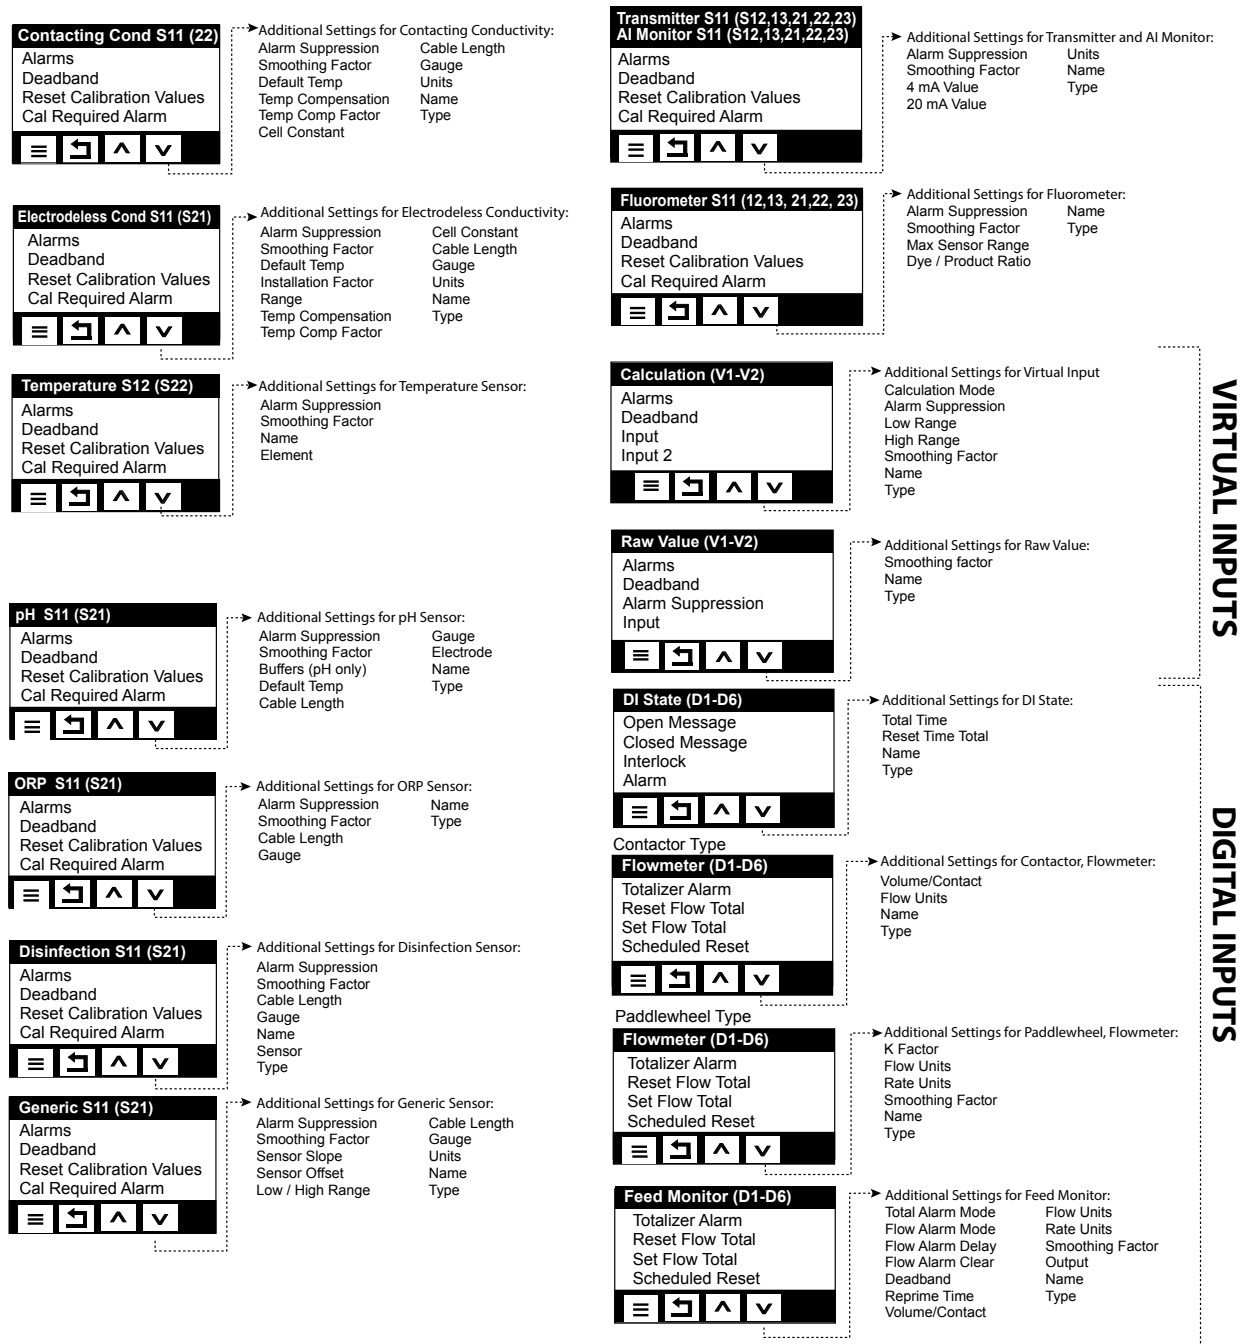 Contacting Cond S11 (22)
Alarms
Deadband
Reset Calibration Values
Cal Required Alarm
Additional Settings for Contacting Conductivity:
Alarm Suppression
Smoothing Factor
Default Temp
Temp Compensation
Temp Comp Factor
Cell Constant
Cable Length
Gauge
Units
Name
Type
Electrodeless Cond S11 (S21)
Alarms
Deadband
Reset Calibration Values
Cal Required Alarm
Additional Settings for Electrodeless Conductivity:
Alarm Suppression
Smoothing Factor
Default Temp
Installation Factor
Range
Temp Compensation
Temp Comp Factor
Cell Constant
Cable Length
Gauge
Units
Name
Type
Temperature S12 (S22)
Alarms
Deadband
Reset Calibration Values
Cal Required Alarm
Additional Settings for Temperature Sensor:
Alarm Suppression
Smoothing Factor
Name
Element
pH S11 (S21)
Alarms
Deadband
Reset Calibration Values
Cal Required Alarm
Additional Settings for pH Sensor:
Alarm Suppression
Smoothing Factor
Buffers (pH only)
Default Temp
Cable Length
Gauge
Electrode
Name
Type
ORP S11 (S21)
Alarms
Deadband
Reset Calibration Values
Cal Required Alarm
Additional Settings for ORP Sensor:
Alarm Suppression
Smoothing Factor
Cable Length
Gauge
Name
Type
Disinfection S11 (S21)
Alarms
Deadband
Reset Calibration Values
Cal Required Alarm
Additional Settings for Disinfection Sensor:
Alarm Suppression
Smoothing Factor
Cable Length
Gauge
Name
Sensor
Type
Generic S11 (S21)
Alarms
Deadband
Reset Calibration Values
Cal Required Alarm
Additional Settings for Generic Sensor:
Alarm Suppression
Smoothing Factor
Sensor Slope
Sensor Offset
Low / High Range
Cable Length
Gauge
Units
Name
Type
Transmitter S11 (S12,13,21,22,23)
AI Monitor S11 (S12,13,21,22,23)
Alarms
Deadband
Reset Calibration Values
Cal Required Alarm
Additional Settings for Transmitter and AI Monitor:
Alarm Suppression
Smoothing Factor
4 mA Value
20 mA Value
Units
Name
Type
Fluorometer S11 (12,13, 21,22, 23)
Alarms
Deadband
Reset Calibration Values
Cal Required Alarm
Additional Settings for Fluorometer:
Alarm Suppression
Smoothing Factor
Max Sensor Range
Dye / Product Ratio
Name
Type
VIRTUAL INPUTS
Calculation (V1-V2)
Alarms
Deadband
Input
Input 2
Additional Settings for Virtual Input
Calculation Mode
Alarm Suppression
Low Range
High Range
Smoothing Factor
Name
Type
Raw Value (V1-V2)
Alarms
Deadband
Alarm Suppression
Input
Additional Settings for Raw Value:
Smoothing factor
Name
Type
DIGITAL INPUTS
DI State (D1-D6)
Open Message
Closed Message
Interlock
Alarm
Additional Settings for DI State:
Total Time
Reset Time Total
Name
Type
Contactor Type
Flowmeter (D1-D6)
Totalizer Alarm
Reset Flow Total
Set Flow Total
Scheduled Reset
Additional Settings for Contactor, Flowmeter:
Volume/Contact
Flow Units
Name
Type
Paddlewheel Type
Flowmeter (D1-D6)
Totalizer Alarm
Reset Flow Total
Set Flow Total
Scheduled Reset
Additional Settings for Paddlewheel, Flowmeter:
K Factor
Flow Units
Rate Units
Smoothing Factor
Name
Type
Feed Monitor (D1-D6)
Totalizer Alarm
Reset Flow Total
Set Flow Total
Scheduled Reset
Additional Settings for Feed Monitor:
Total Alarm Mode
Flow Alarm Mode
Flow Alarm Delay
Flow Alarm Clear
Deadband
Reprime Time
Volume/Contact
Flow Units
Rate Units
Smoothing Factor
Output
Name
Type